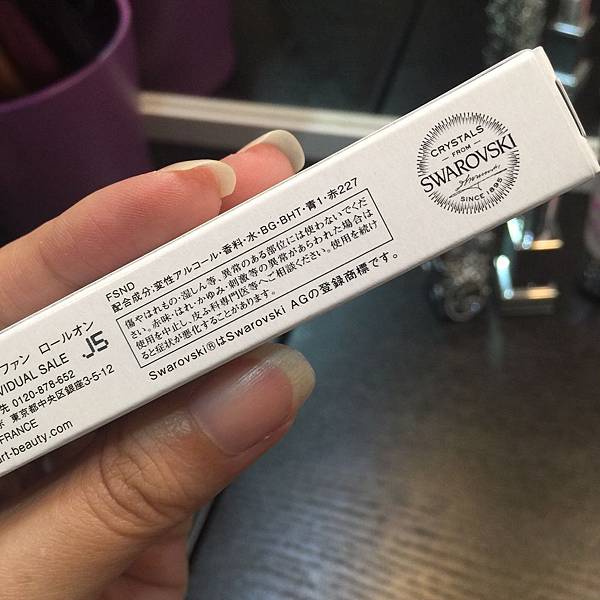 CRYSTALS
FROM
SWAROVSKI
SINCE 1895
FSND
配合成分:変性アルコール・香料・水・BG・BHT・青1・赤227
傷やはれもの・湿しん等、異常のある部位には使わないでくだ
さい。赤味・はれ・かゆみ、刺激等の異常があらわれた場合は
使用を中止し、皮ふ科専門医等へご相談ください。使用を続け
ると症状が悪化することがあります。
Swarovski®はSwarovski AGの登録商標です。
ファン ロールオン
VIDUAL SALE
J5
先 0120-878-652
東京都中央区銀座3-5-12
FRANCE
art-beauty.com